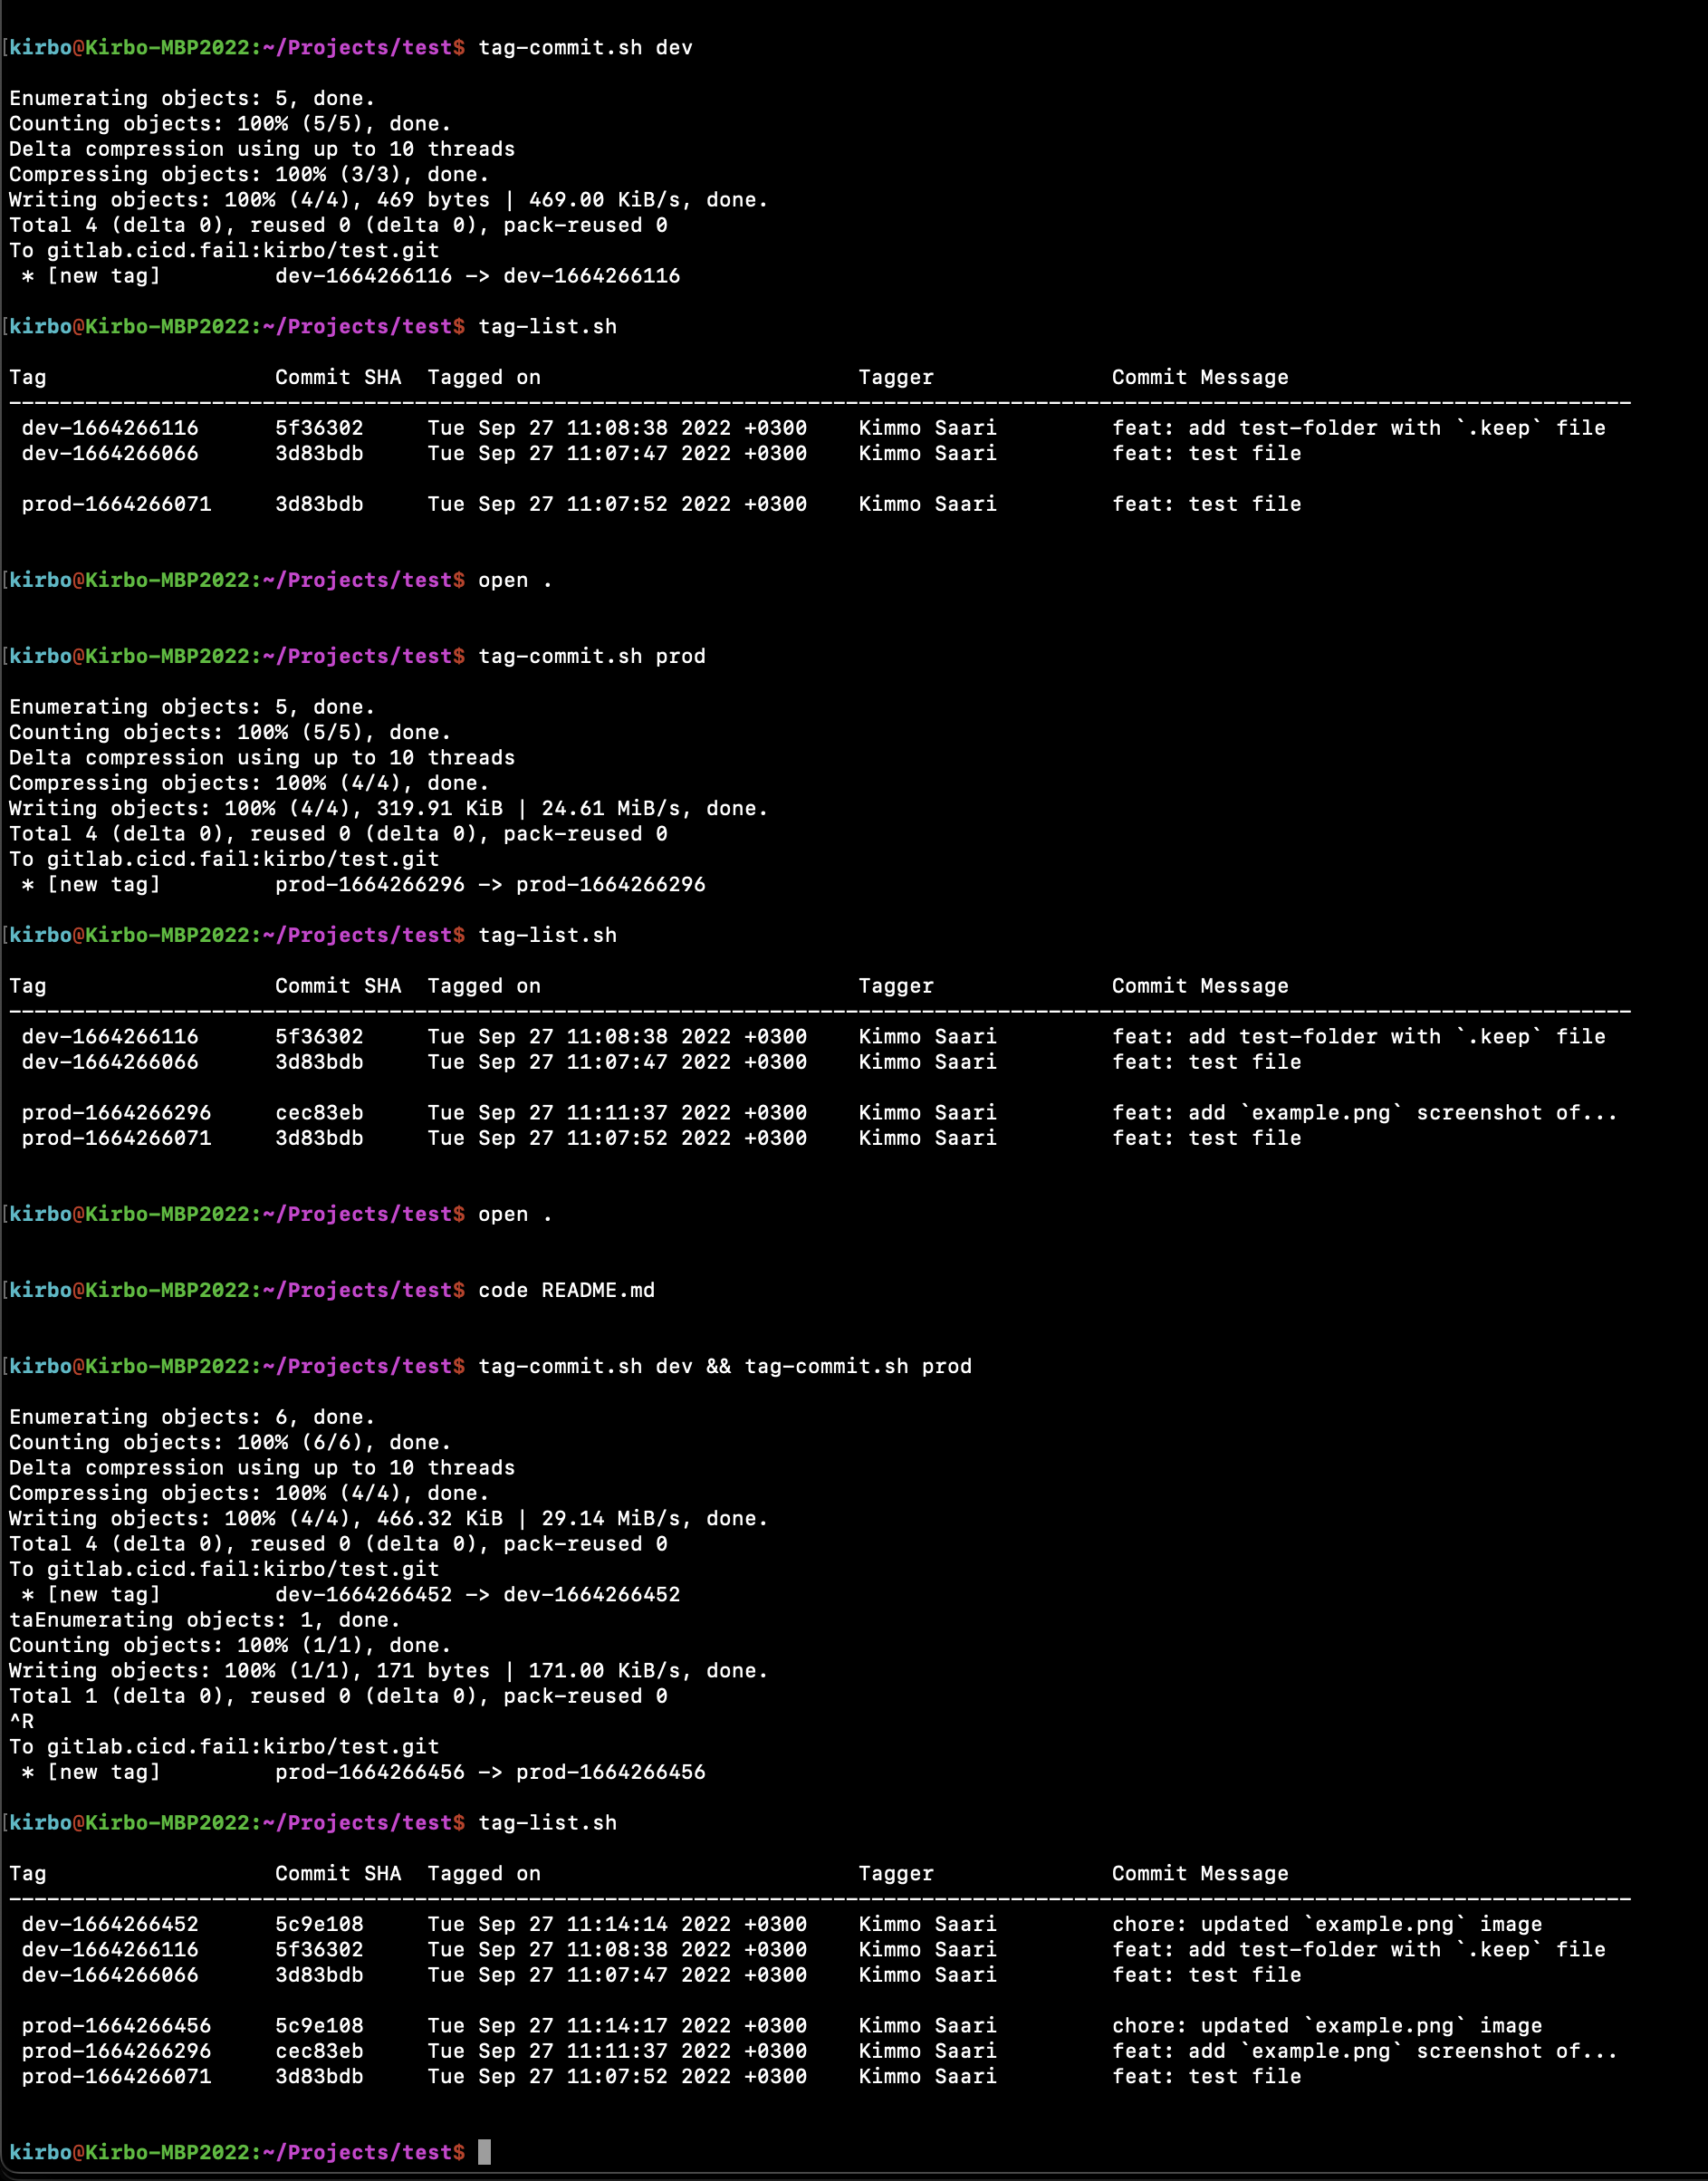 [kirbo@Kirbo-MBP2022:~/Projects/test$ tag-commit.sh dev
Enumerating objects: 5, done.
Counting objects: 100% (5/5), done.
Delta compression using up to 10 threads
Compressing objects: 100% (3/3), done.
Writing objects: 100% (4/4), 469 bytes | 469.00 KiB/s, done.
Total 4 (delta 0), reused 0 (delta 0), pack-reused 0
To gitlab.cicd.fail:kirbo/test.git
 * [new tag]         dev-1664266116 -> dev-1664266116
[kirbo@Kirbo-MBP2022:~/Projects/test$ tag-list.sh
Tag                  Commit SHA  Tagged on                         Tagger              Commit Message
--------------------------------------------------------------------------------------------------------------------------------
 dev-1664266116      5f36302     Tue Sep 27 11:08:38 2022 +0300    Kimmo Saari         feat: add test-folder with `.keep` file
 dev-1664266066      3d83bdb     Tue Sep 27 11:07:47 2022 +0300    Kimmo Saari         feat: test file
 prod-1664266071     3d83bdb     Tue Sep 27 11:07:52 2022 +0300    Kimmo Saari         feat: test file
[kirbo@Kirbo-MBP2022:~/Projects/test$ open .
[kirbo@Kirbo-MBP2022:~/Projects/test$ tag-commit.sh prod
Enumerating objects: 5, done.
Counting objects: 100% (5/5), done.
Delta compression using up to 10 threads
Compressing objects: 100% (4/4), done.
Writing objects: 100% (4/4), 319.91 KiB | 24.61 MiB/s, done.
Total 4 (delta 0), reused 0 (delta 0), pack-reused 0
To gitlab.cicd.fail:kirbo/test.git
 * [new tag]         prod-1664266296 -> prod-1664266296
[kirbo@Kirbo-MBP2022:~/Projects/test$ tag-list.sh
Tag                  Commit SHA  Tagged on                         Tagger              Commit Message
--------------------------------------------------------------------------------------------------------------------------------
 dev-1664266116      5f36302     Tue Sep 27 11:08:38 2022 +0300    Kimmo Saari         feat: add test-folder with `.keep` file
 dev-1664266066      3d83bdb     Tue Sep 27 11:07:47 2022 +0300    Kimmo Saari         feat: test file
 prod-1664266296     cec83eb     Tue Sep 27 11:11:37 2022 +0300    Kimmo Saari         feat: add `example.png` screenshot of...
 prod-1664266071     3d83bdb     Tue Sep 27 11:07:52 2022 +0300    Kimmo Saari         feat: test file
[kirbo@Kirbo-MBP2022:~/Projects/test$ open .
[kirbo@Kirbo-MBP2022:~/Projects/test$ code README.md
[kirbo@Kirbo-MBP2022:~/Projects/test$ tag-commit.sh dev && tag-commit.sh prod
Enumerating objects: 6, done.
Counting objects: 100% (6/6), done.
Delta compression using up to 10 threads
Compressing objects: 100% (4/4), done.
Writing objects: 100% (4/4), 466.32 KiB | 29.14 MiB/s, done.
Total 4 (delta 0), reused 0 (delta 0), pack-reused 0
To gitlab.cicd.fail:kirbo/test.git
 * [new tag]         dev-1664266452 -> dev-1664266452
taEnumerating objects: 1, done.
Counting objects: 100% (1/1), done.
Writing objects: 100% (1/1), 171 bytes | 171.00 KiB/s, done.
Total 1 (delta 0), reused 0 (delta 0), pack-reused 0
^R
To gitlab.cicd.fail:kirbo/test.git
 * [new tag]         prod-1664266456 -> prod-1664266456
[kirbo@Kirbo-MBP2022:~/Projects/test$ tag-list.sh
Tag                  Commit SHA  Tagged on                         Tagger              Commit Message
--------------------------------------------------------------------------------------------------------------------------------
 dev-1664266452      5c9e108     Tue Sep 27 11:14:14 2022 +0300    Kimmo Saari         chore: updated `example.png` image
 dev-1664266116      5f36302     Tue Sep 27 11:08:38 2022 +0300    Kimmo Saari         feat: add test-folder with `.keep` file
 dev-1664266066      3d83bdb     Tue Sep 27 11:07:47 2022 +0300    Kimmo Saari         feat: test file
 prod-1664266456     5c9e108     Tue Sep 27 11:14:17 2022 +0300    Kimmo Saari         chore: updated `example.png` image
 prod-1664266296     cec83eb     Tue Sep 27 11:11:37 2022 +0300    Kimmo Saari         feat: add `example.png` screenshot of...
 prod-1664266071     3d83bdb     Tue Sep 27 11:07:52 2022 +0300    Kimmo Saari         feat: test file
kirbo@Kirbo-MBP2022:~/Projects/test$